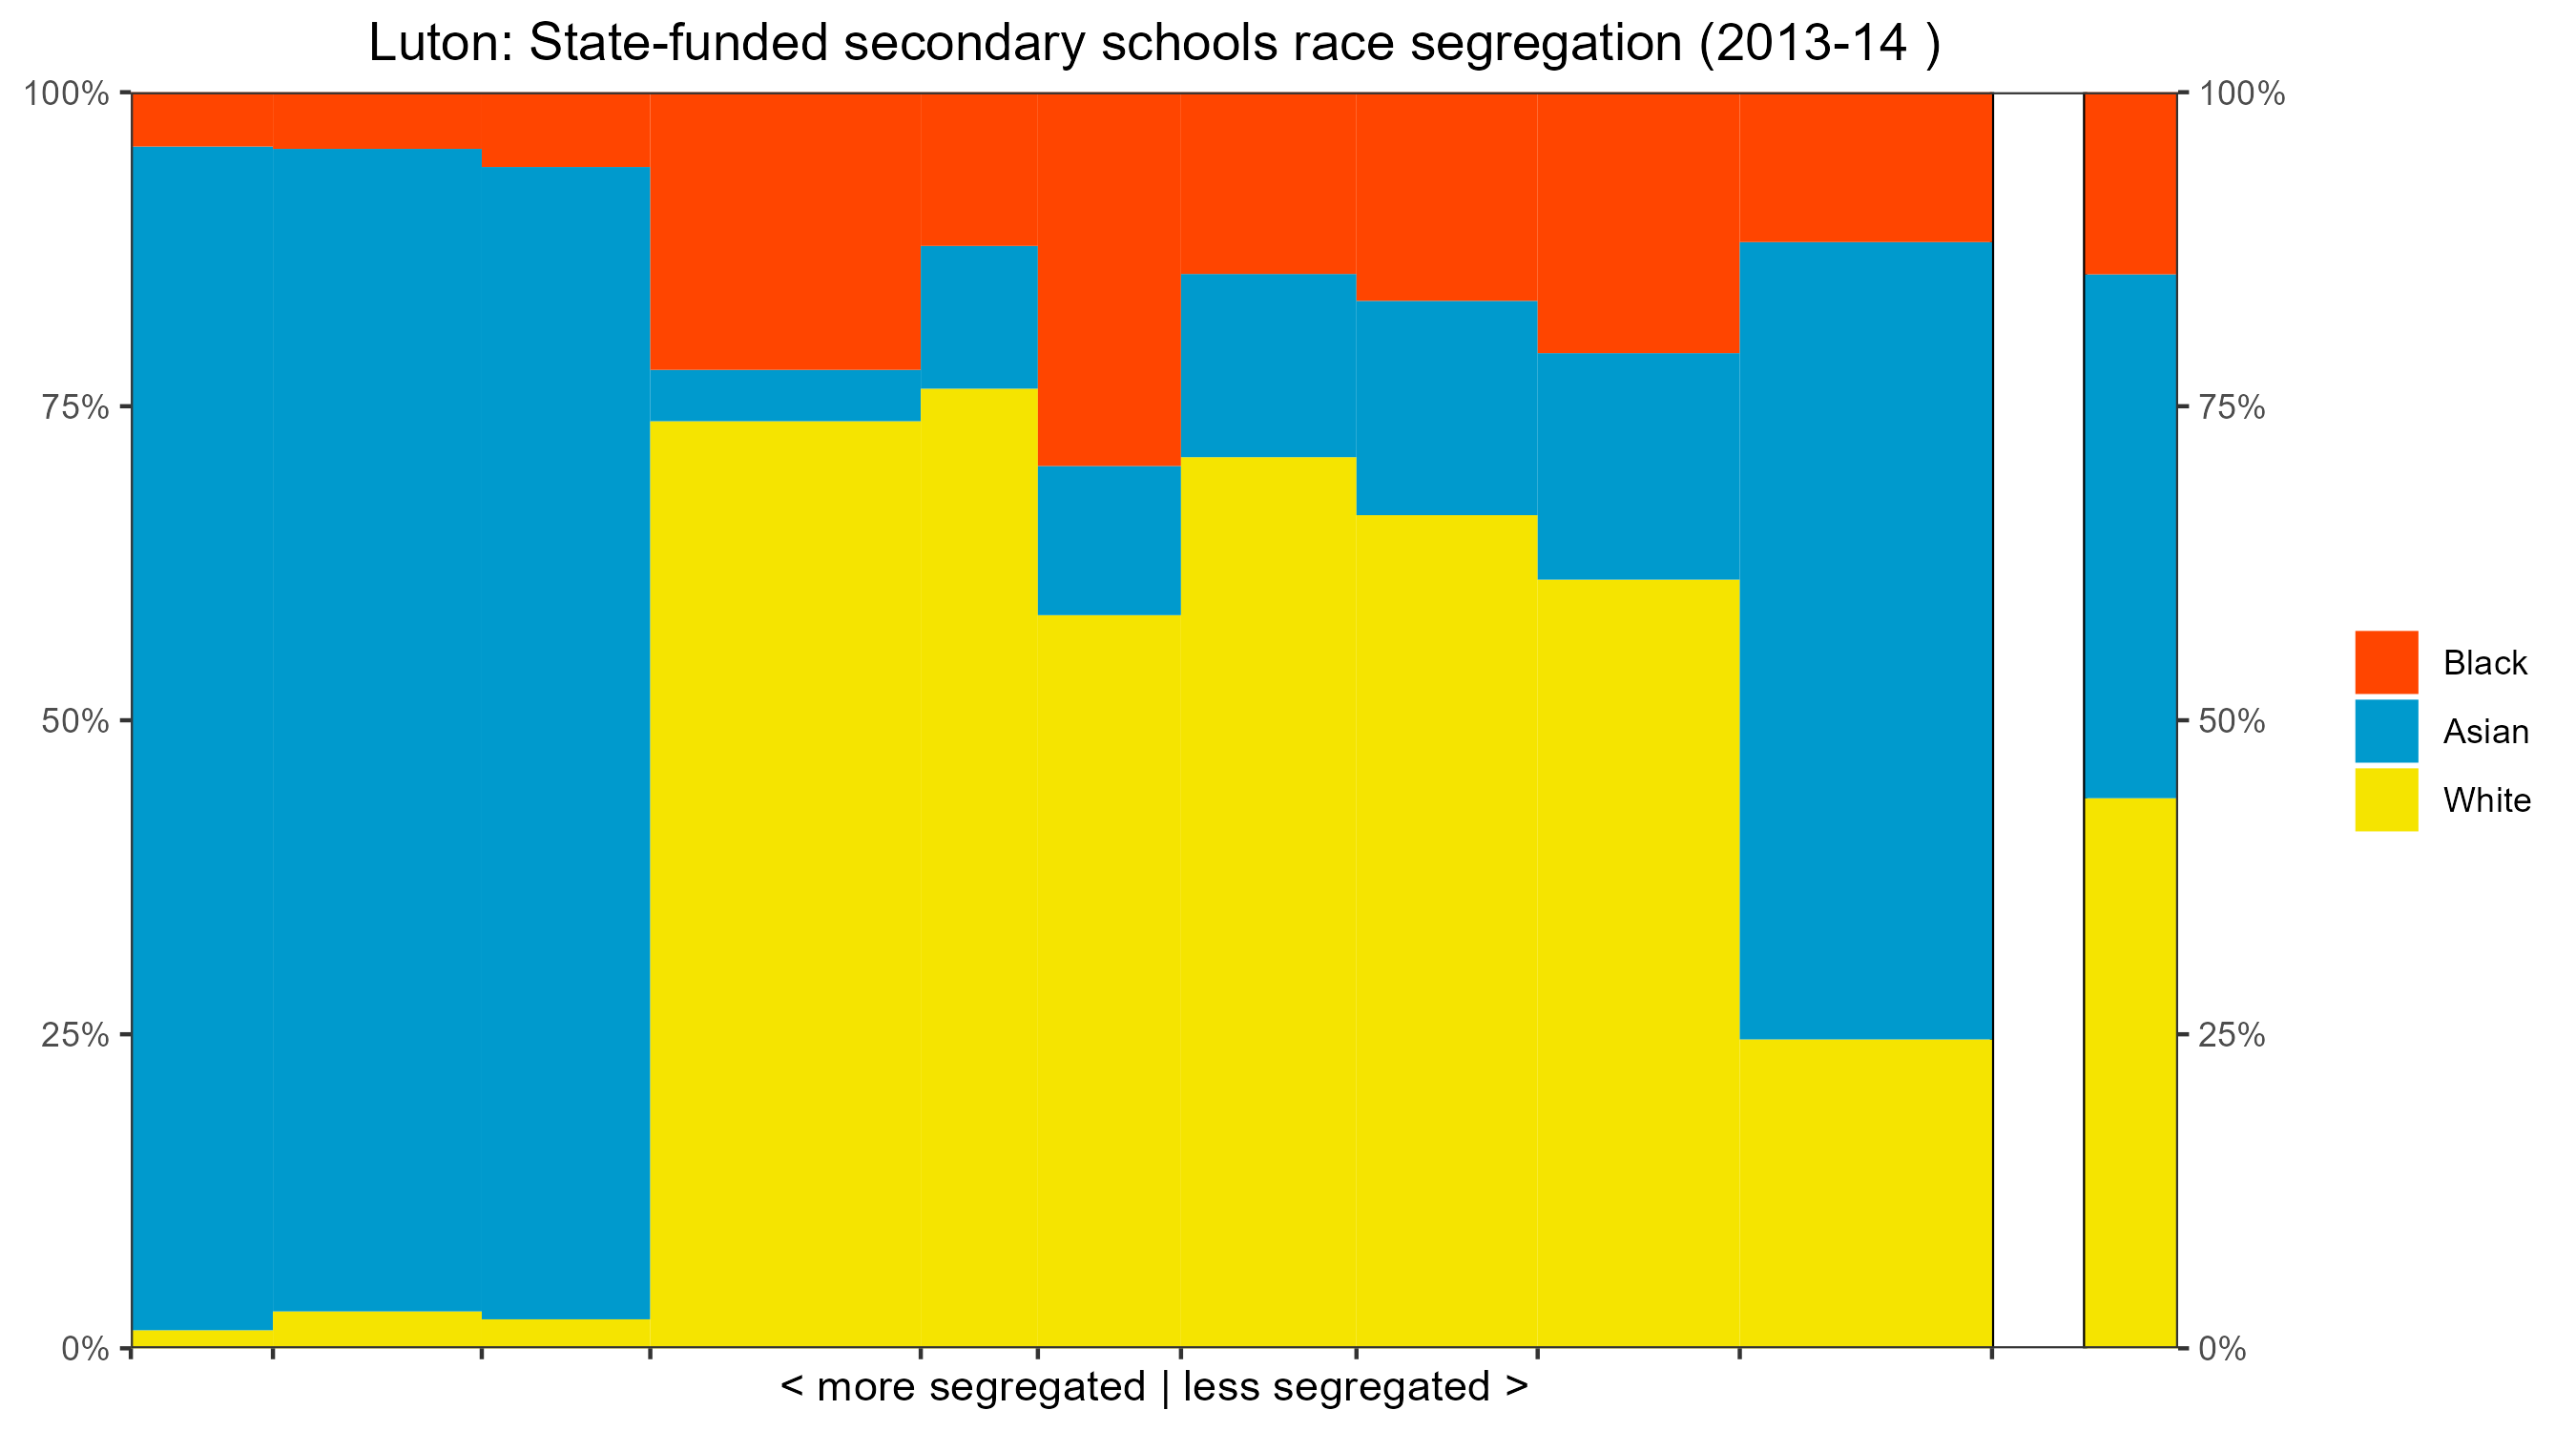 Luton: State-funded secondary schools race segregation (2013-14 )
100%
75%
50%
25%
0%
100%
75%
50%
25%
0%
Black
Asian
White
< more segregated | less segregated >